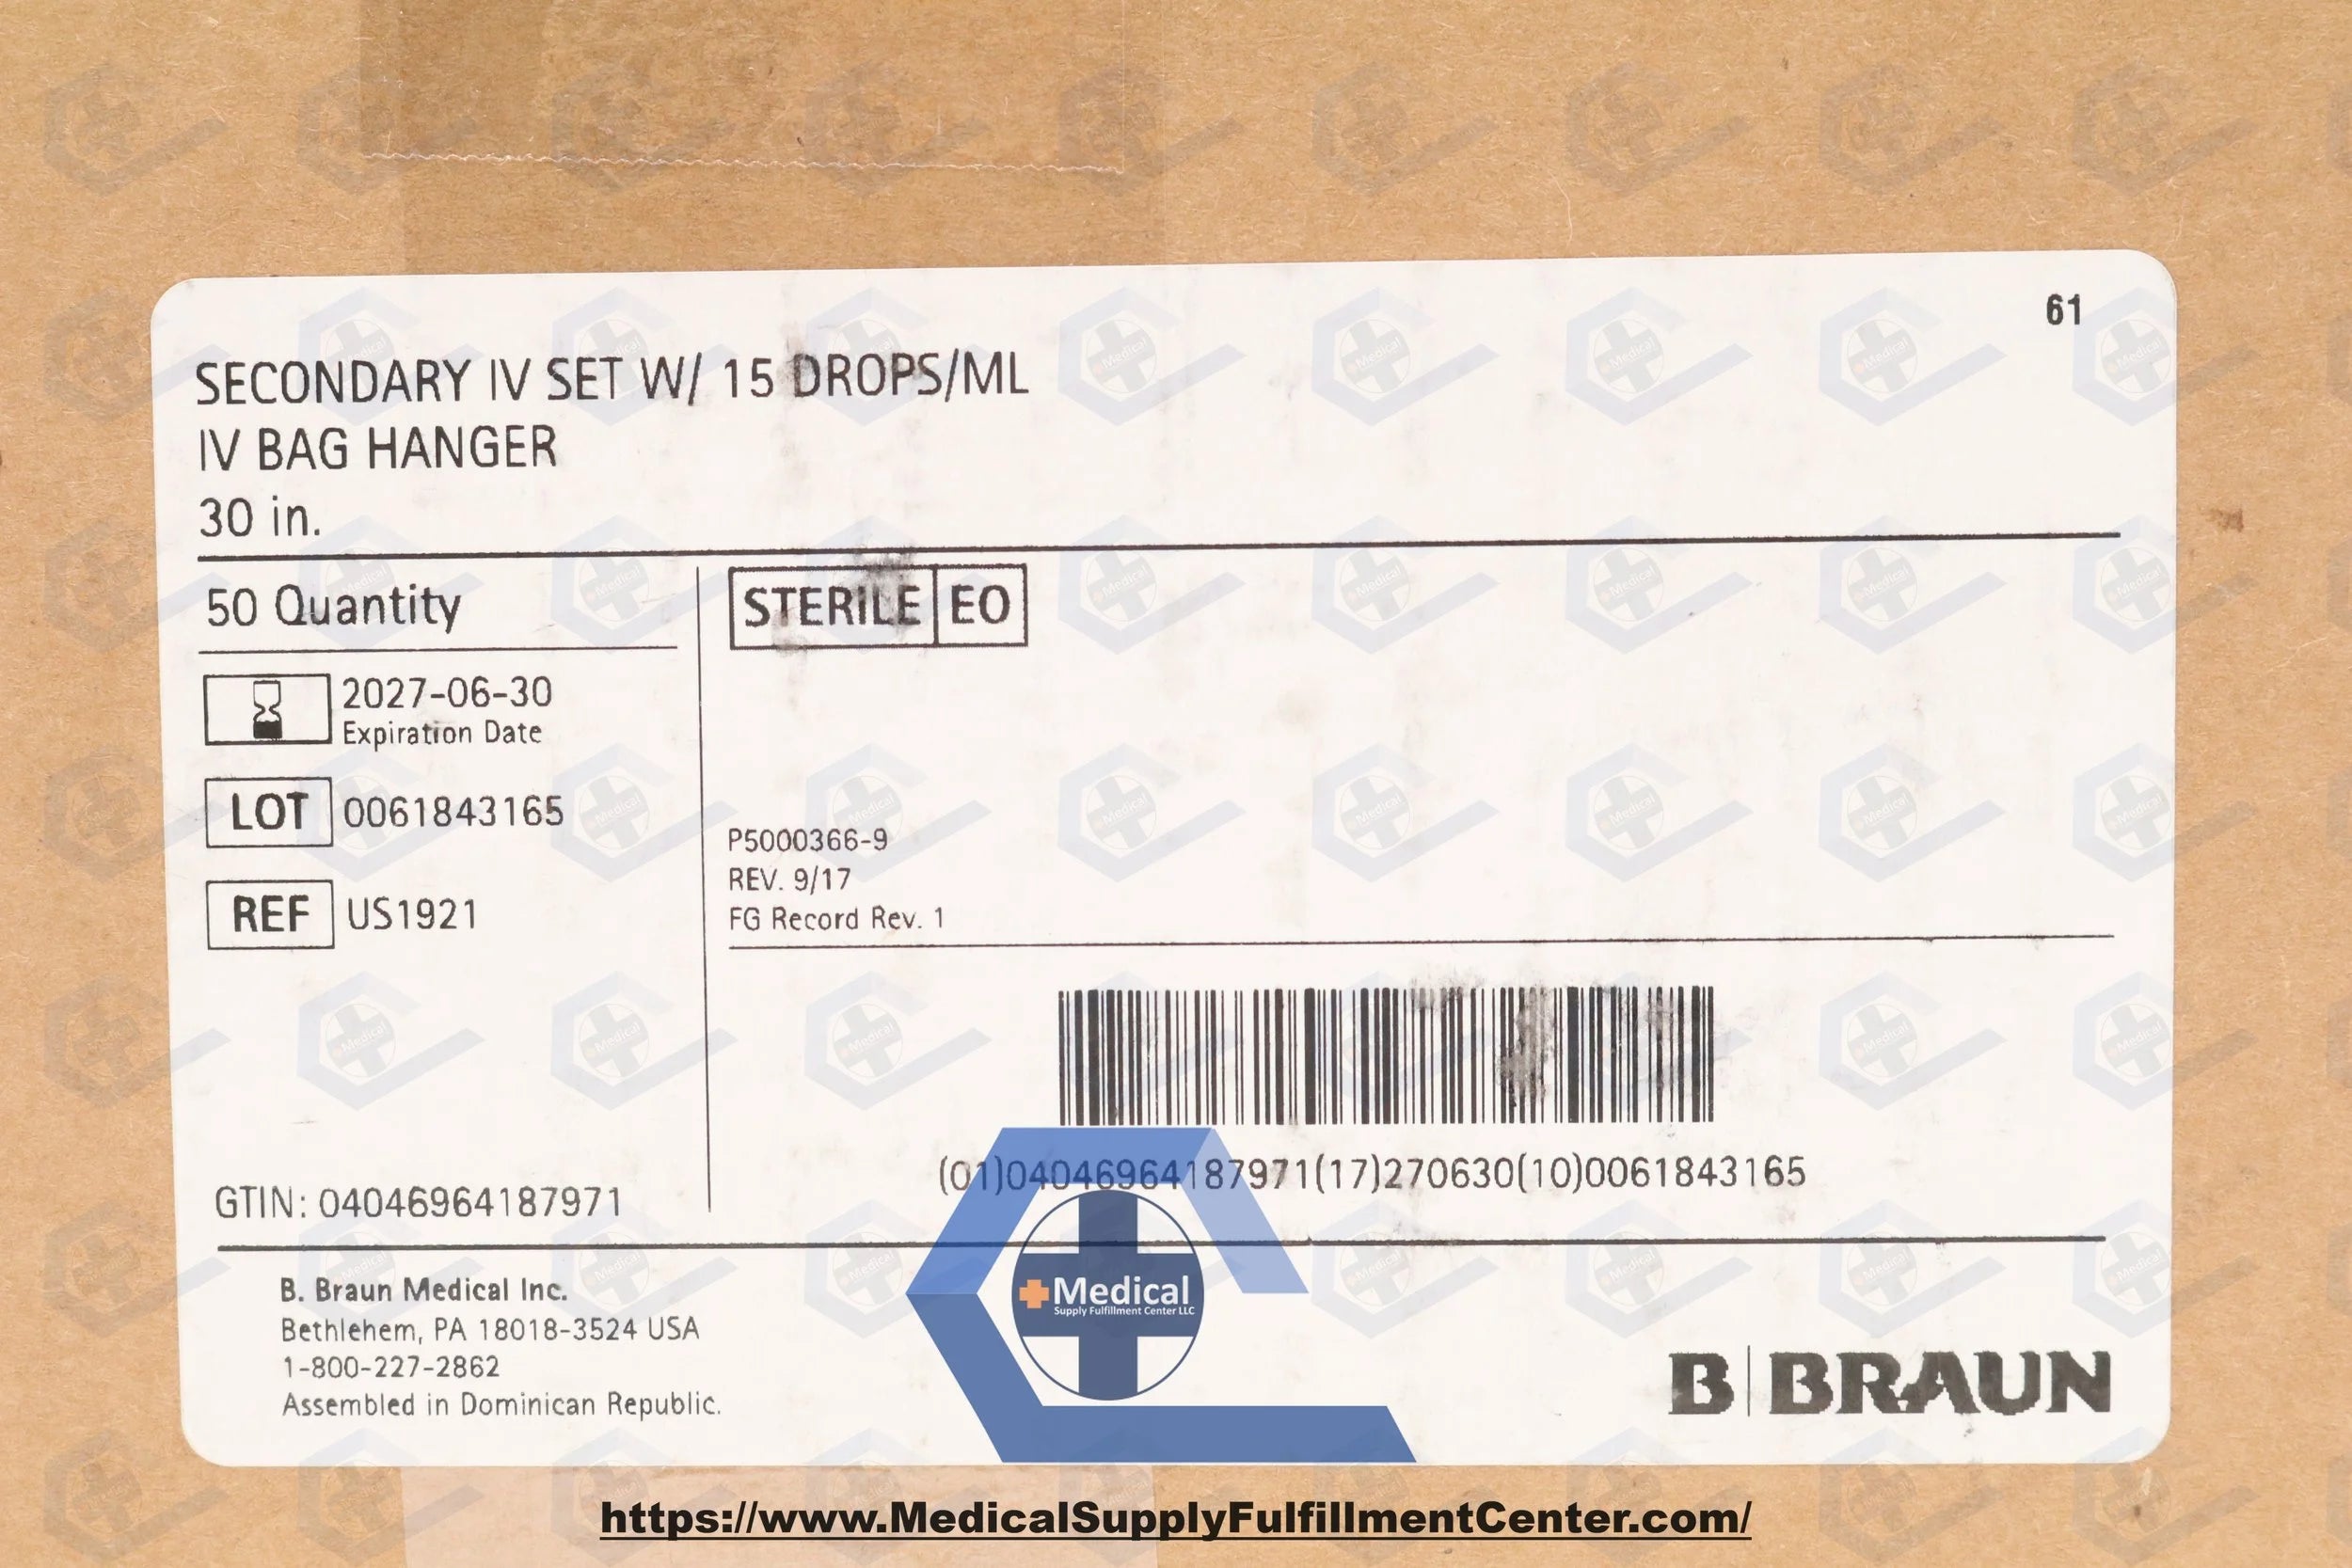 61
SECONDARY IV SET W/ 15 DROPS/ML
IV BAG HANGER
30 in.
50 Quantity
STERILE EO
2027-06-30
Expiration Date
LOT 0061843165
REF US1921
P5000366-9
REV. 9/17
FG Record Rev. 1
(01)04046964187971(17)270630(10)0061843165
GTIN: 04046964187971
B. Braun Medical Inc.
Bethlehem, PA 18018-3524 USA
1-800-227-2862
Assembled in Dominican Republic.
Medical
Supply Fulfillment Center LLC
B BRAUN
https://www.MedicalSupplyFulfillmentCenter.com/